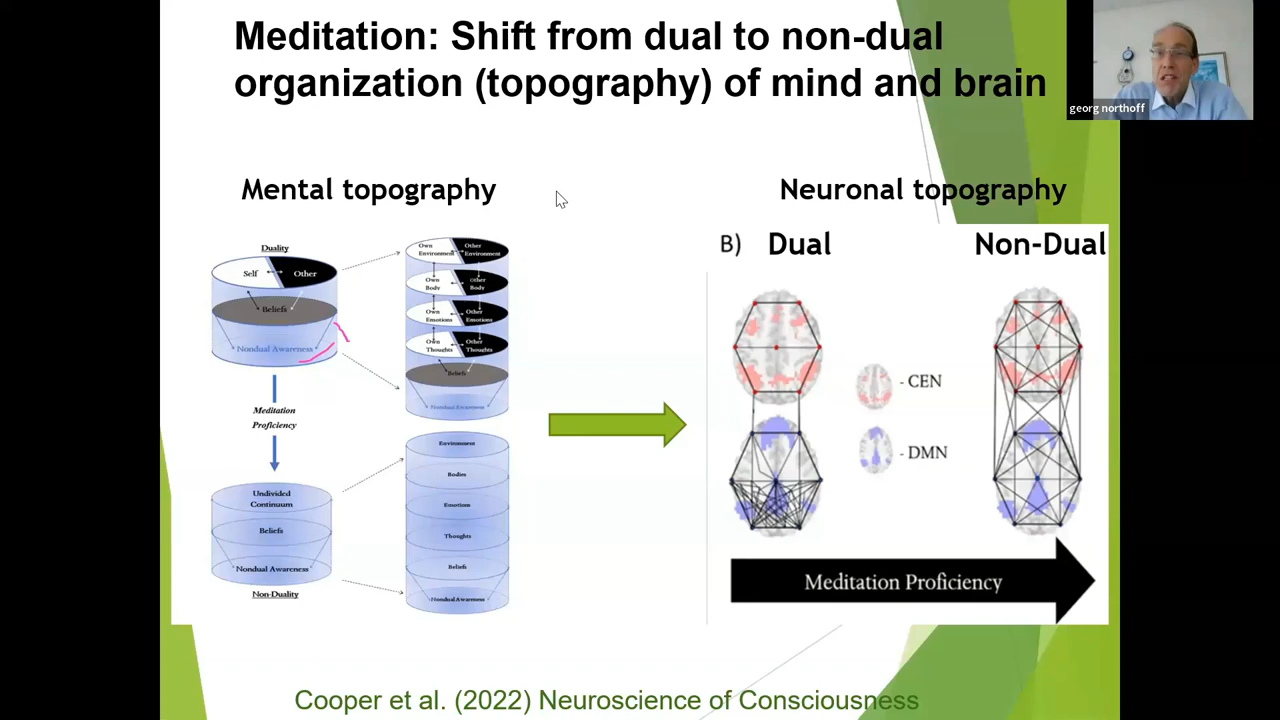 Meditation: Shift from dual to non-dual
organization (topography) of mind and brain
georg northoff
Mental topography
Neuronal topography
Duality
Self
Other
Beliefs
Nondual Awareness
Meditation
Proficiency
Undivided
Continuum
Beliefs
Nondual Awareness
Non-Duality
Own
Environment
Other
Environment
Own
Body
Other
Body
Own
Emotions
Other
Emotions
Own
Thoughts
Other
Thoughts
Beliefs
Nondual Awareness
Environment
Bodies
Emotions
Thoughts
Beliefs
Nondual Awareness
B) Dual
Non-Dual
- CEN
- DMN
Meditation Proficiency
Cooper et al. (2022) Neuroscience of Consciousness